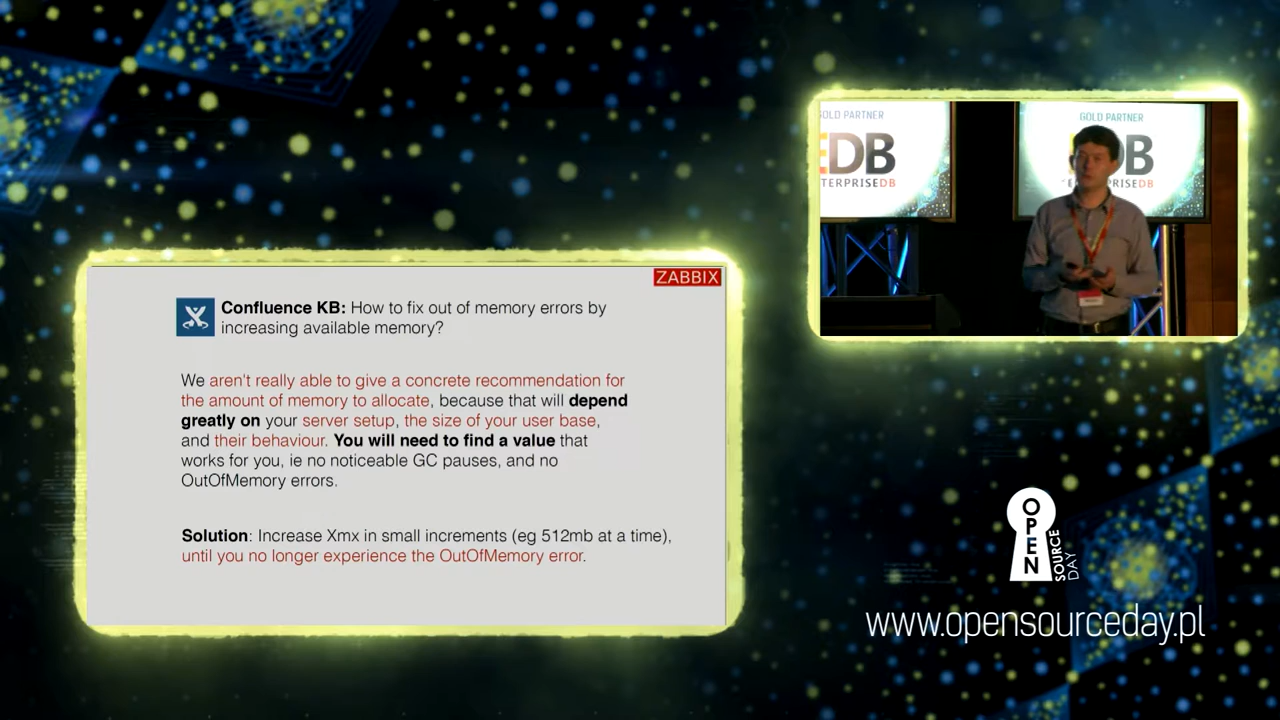 ZABBIX
Confluence KB: How to fix out of memory errors by
increasing available memory?
We aren't really able to give a concrete recommendation for
the amount of memory to allocate, because that will depend
greatly on your server setup, the size of your user base,
and their behaviour. You will need to find a value that
works for you, ie no noticeable GC pauses, and no
OutOfMemory errors.
Solution: Increase Xmx in small increments (eg 512mb at a time),
until you no longer experience the OutOfMemory error.
GOLD PARTNER
EDB
TERPRISEDB
GOLD PARTNER
DB
ISEDB
OPEN
SOURCE
DAY
www.opensourceday.pl